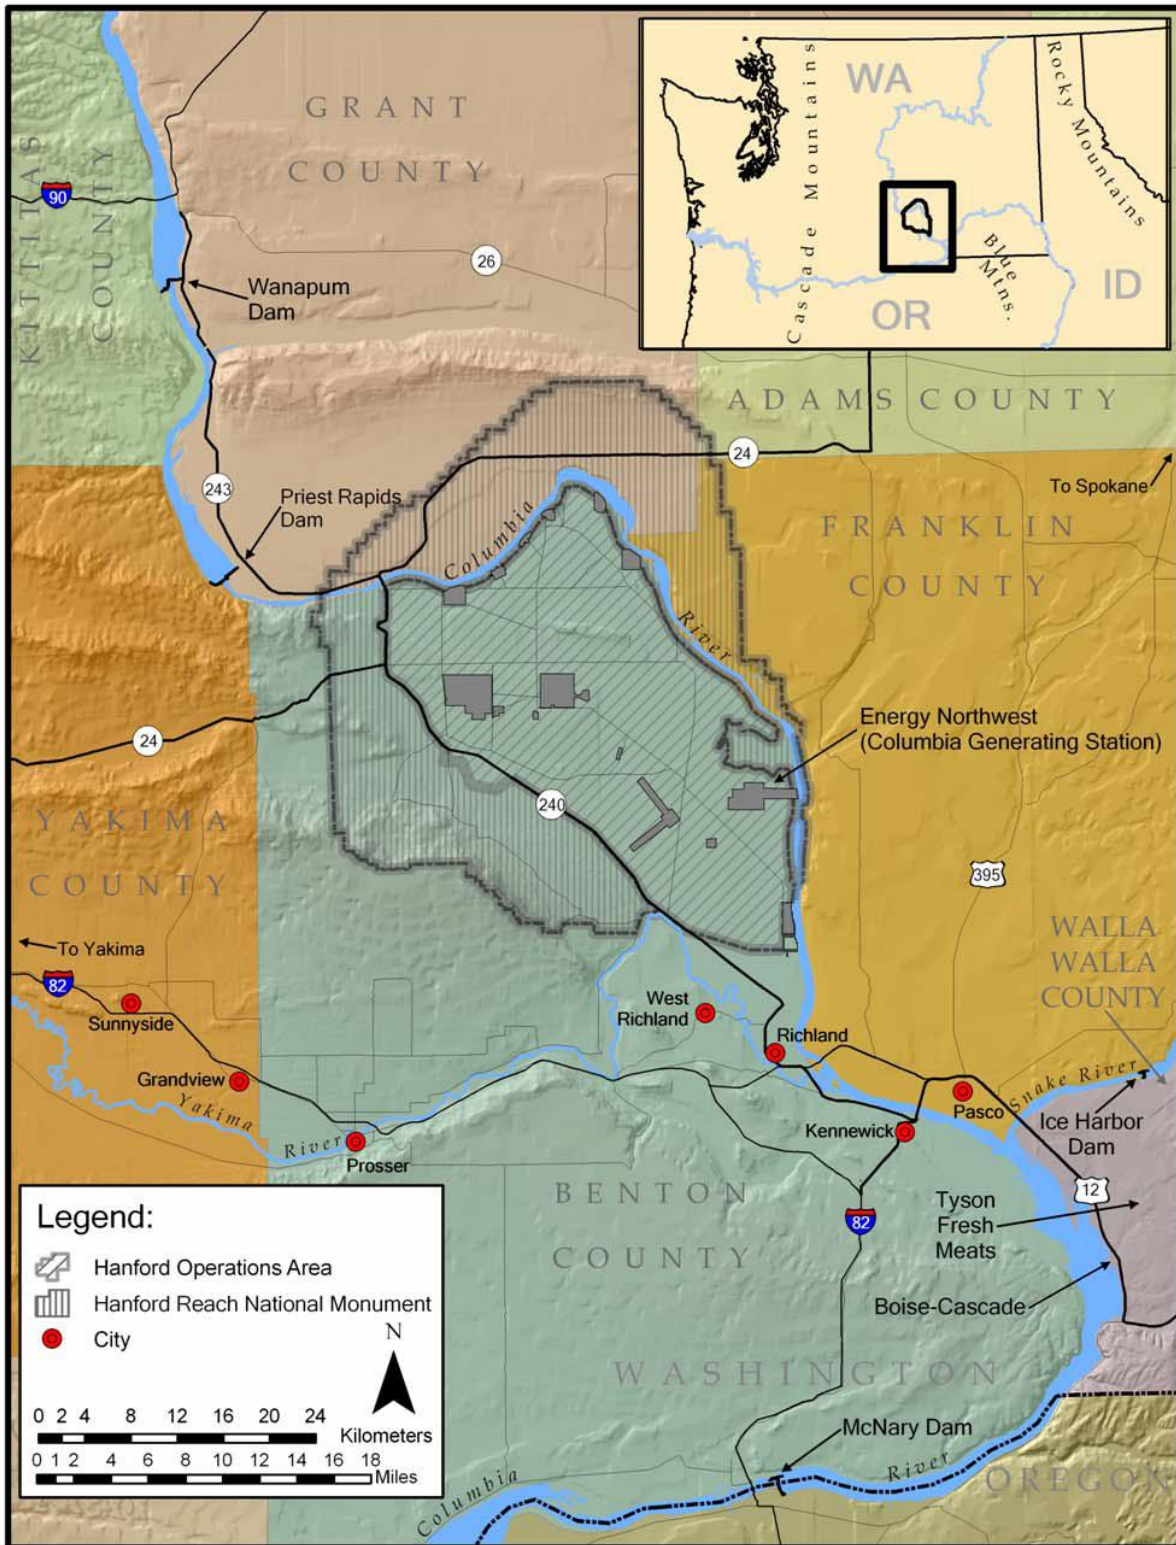 GRANT
COUNTY
KITTITAS
COUNTY
90
26
Wanapum
Dam
WA
OR
ID
Cascade Mountains
Rocky Mountains
Blue
Mtns.
ADAMS COUNTY
24
To Spokane
243
Priest Rapids
Dam
Columbia
River
FRANKLIN
COUNTY
24
Energy Northwest
(Columbia Generating Station)
240
YAKIMA
COUNTY
395
To Yakima
82
WALLA
WALLA
COUNTY
Sunnyside
West
Richland
Richland
Grandview
Yakima
River
Prosser
Pasco
Snake River
Kennewick
Ice Harbor
Dam
12
BENTON
COUNTY
82
Tyson
Fresh
Meats
Boise-Cascade
WASHINGTON
McNary Dam
Columbia
River
OREGON
Legend:
Hanford Operations Area
Hanford Reach National Monument
City
N
0 2 4 8 12 16 20 24
Kilometers
0 1 2 4 6 8 10 12 14 16 18
Miles